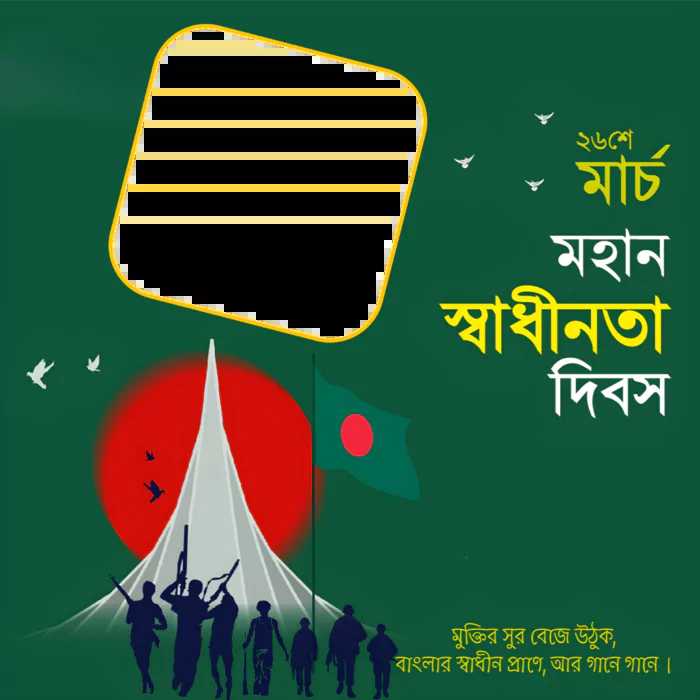 ২৬শে
মার্চ
মহান
স্বাধীনতা
দিবস
মুক্তির সুর বেজে উঠুক,
বাংলার স্বাধীন প্রাণে, আর গানে গানে।